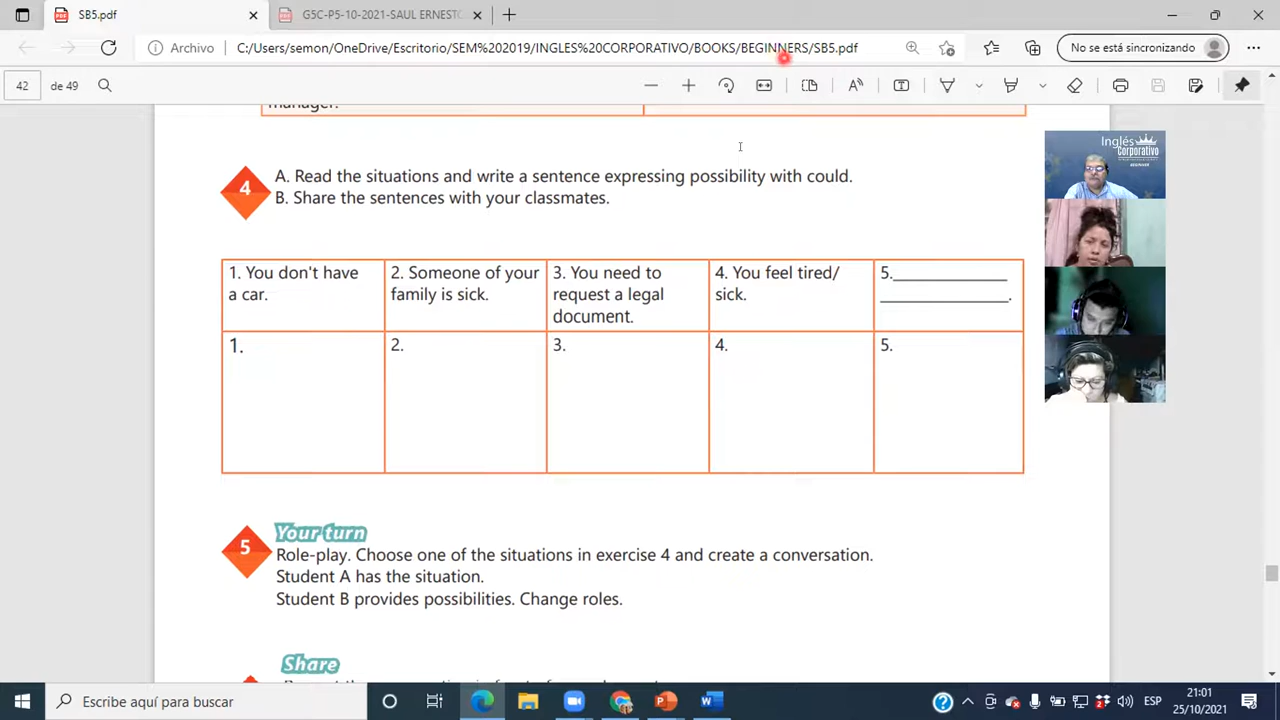 SB5.pdf
G5C-P5-10-2021-SAUL ERNESTO
Archivo
C:/Users/semon/OneDrive/Escritorio/SEM%202019/INGLES%20CORPORATIVO/BOOKS/BEGINNERS/SB5.pdf
No se está sincronizando
42
de 49
manager.
4
A. Read the situations and write a sentence expressing possibility with could.
B. Share the sentences with your classmates.
1. You don't have
a car.
2. Someone of your
family is sick.
3. You need to
request a legal
document.
4. You feel tired/
sick.
5.______________
________________.
1.
2.
3.
4.
5.
Inglés
Corporativo
BEGINNER
5
Your turn
Role-play. Choose one of the situations in exercise 4 and create a conversation.
Student A has the situation.
Student B provides possibilities. Change roles.
Share
Escribe aquí para buscar
ESP
21:01
25/10/2021